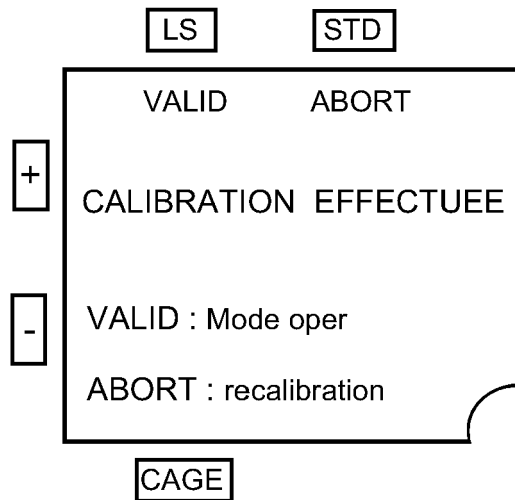 LS STD
VALID ABORT
+
CALIBRATION EFFECTUEE
-
VALID : Mode oper
ABORT : recalibration
CAGE